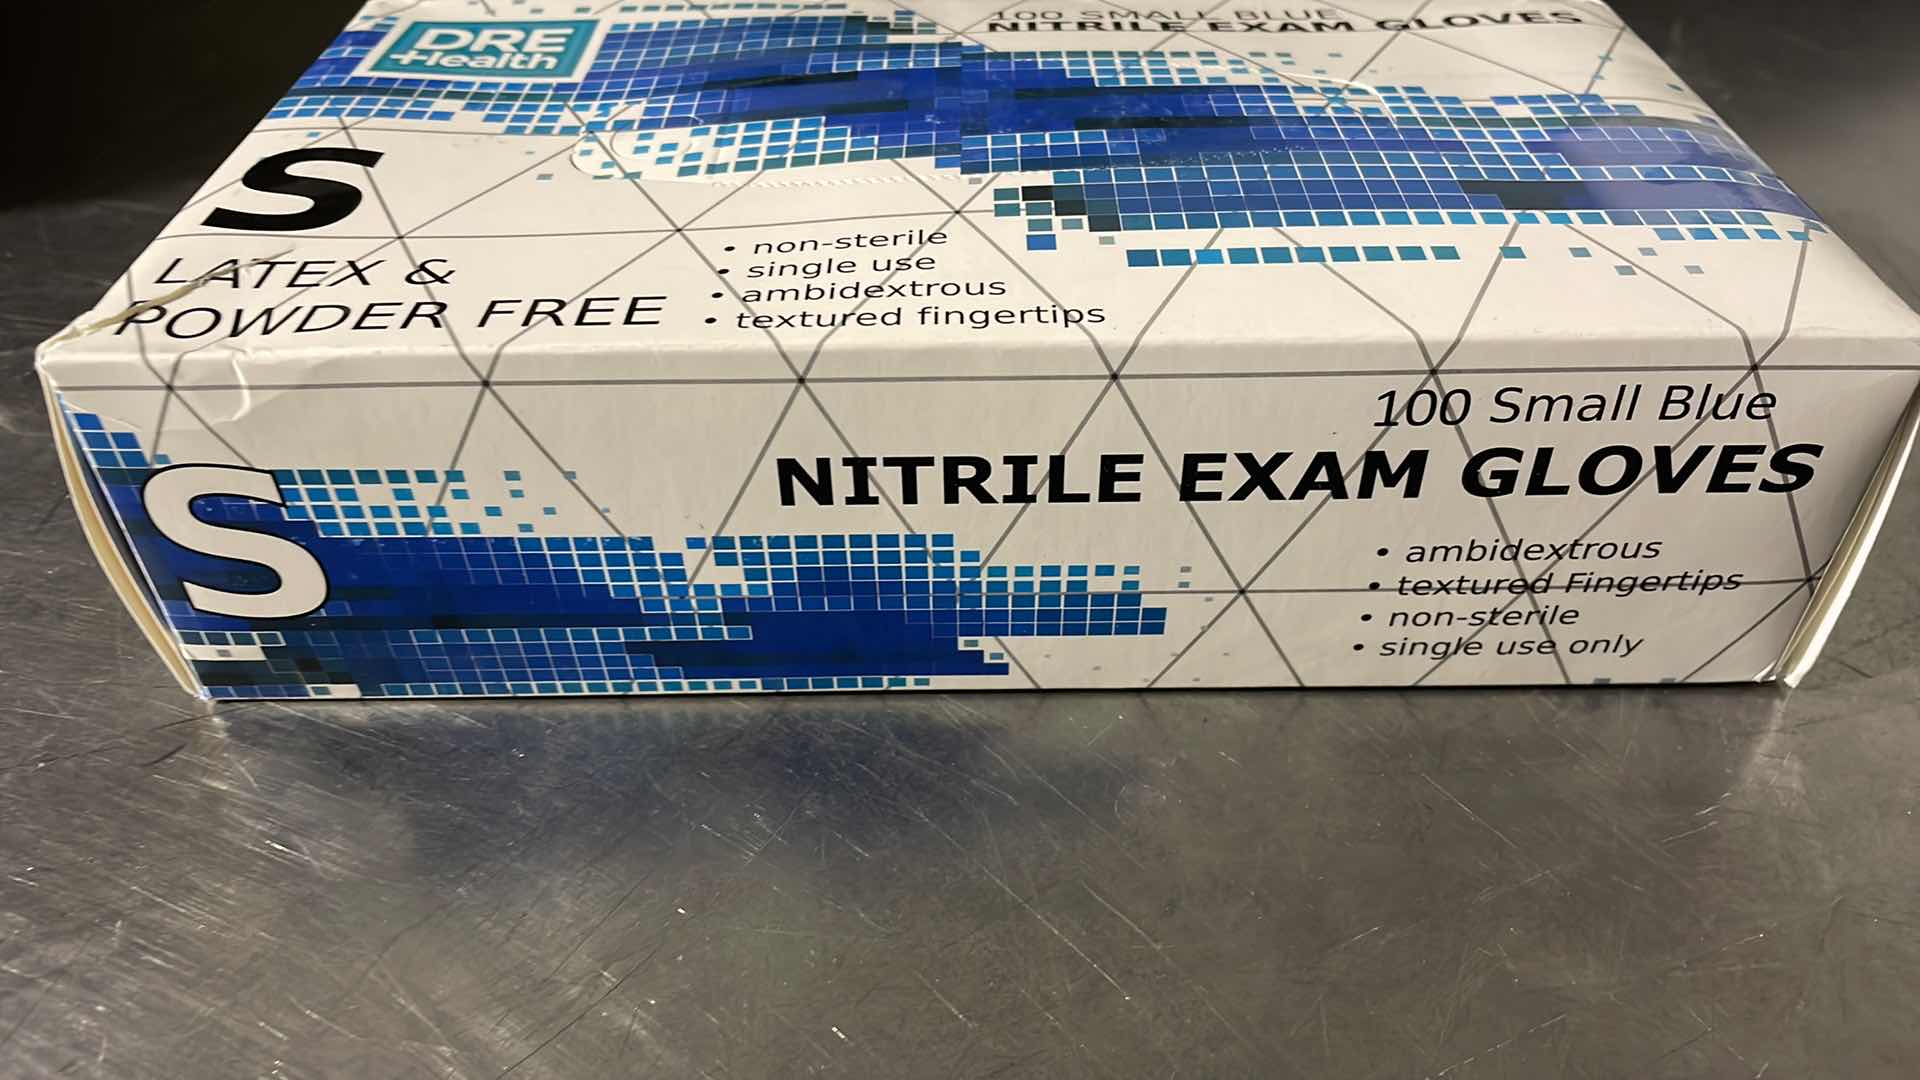 DRE
Health
100 SMALL BLUE
NITRILE EXAM GLOVES
S
LATEX &
POWDER FREE
• non-sterile
• single use
• ambidextrous
• textured fingertips
S
100 Small Blue
NITRILE EXAM GLOVES
• ambidextrous
• textured Fingertips
• non-sterile
• single use only